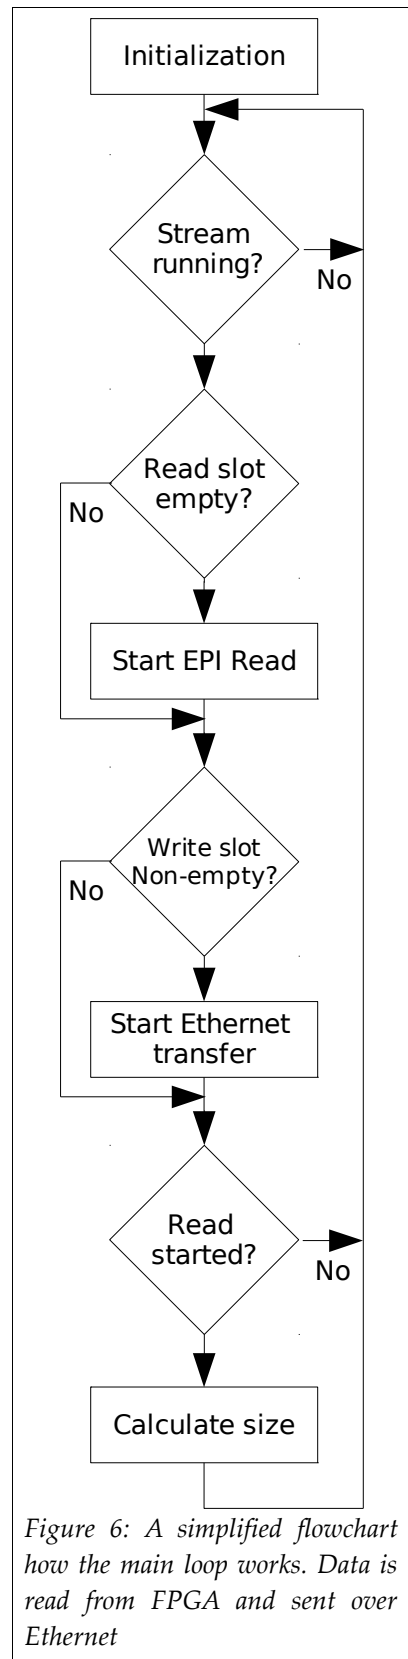 Initialization
Stream
running?
No
Read slot
empty?
No
Start EPI Read
Write slot
Non-empty?
No
Start Ethernet
transfer
Read
started?
No
Calculate size
Figure 6: A simplified flowchart
how the main loop works. Data is
read from FPGA and sent over
Ethernet